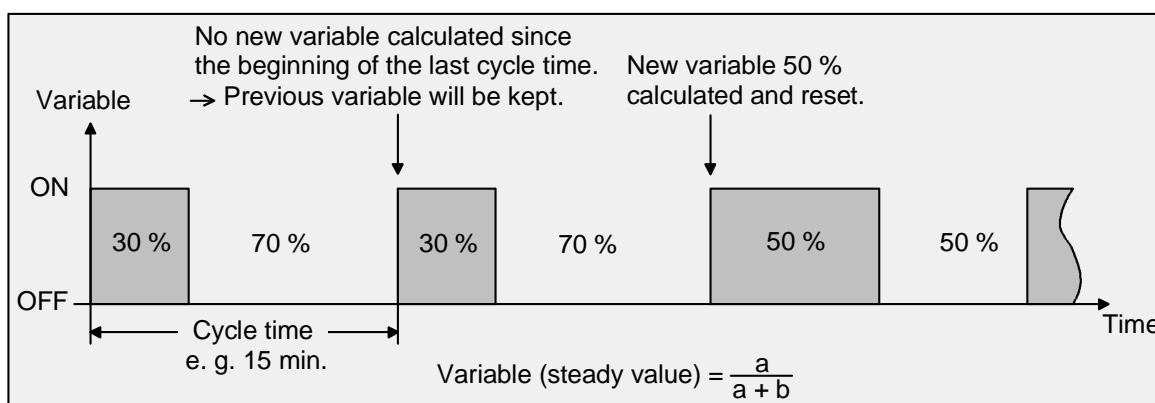 No new variable calculated since
the beginning of the last cycle time.
→ Previous variable will be kept.
New variable 50 %
calculated and reset.
Variable
ON
30 %
70 %
30 %
70 %
50 %
50 %
OFF
Time
Cycle time
e. g. 15 min.
Variable (steady value) = a / a + b